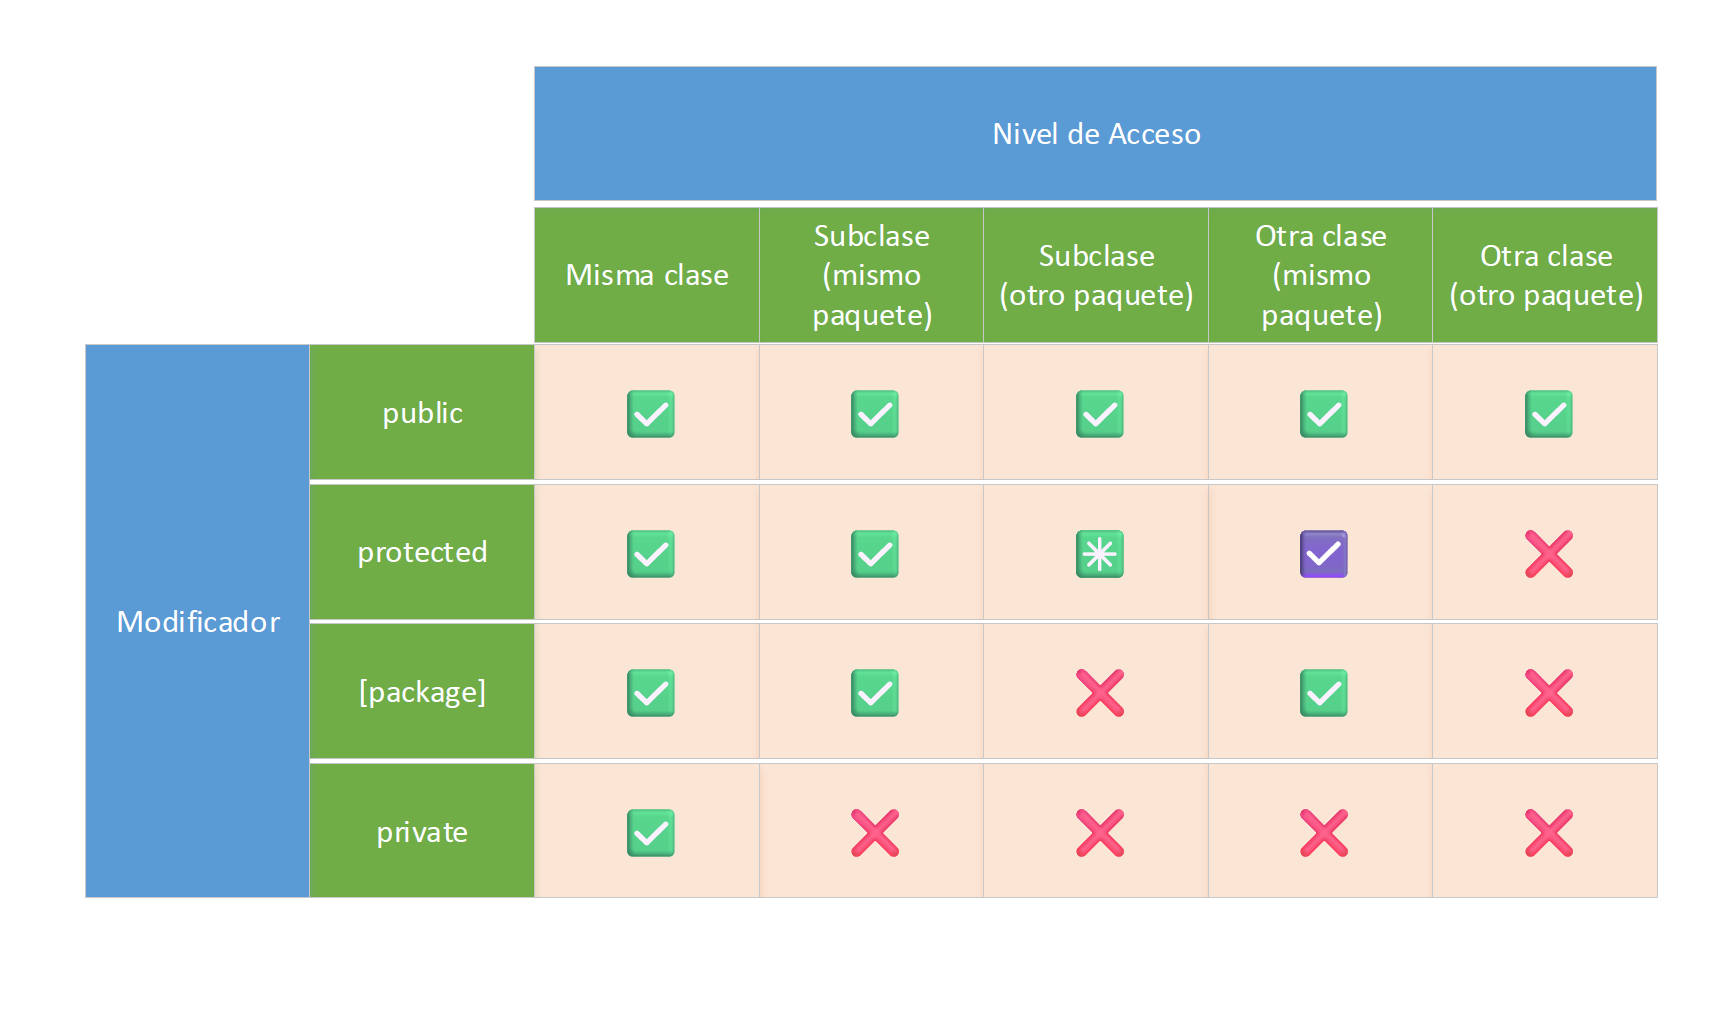 Nivel de Acceso
Misma clase
Subclase
(mismo
paquete)
Subclase
(otro paquete)
Otra clase
(mismo
paquete)
Otra clase
(otro paquete)
Modificador
public
protected
[package]
private